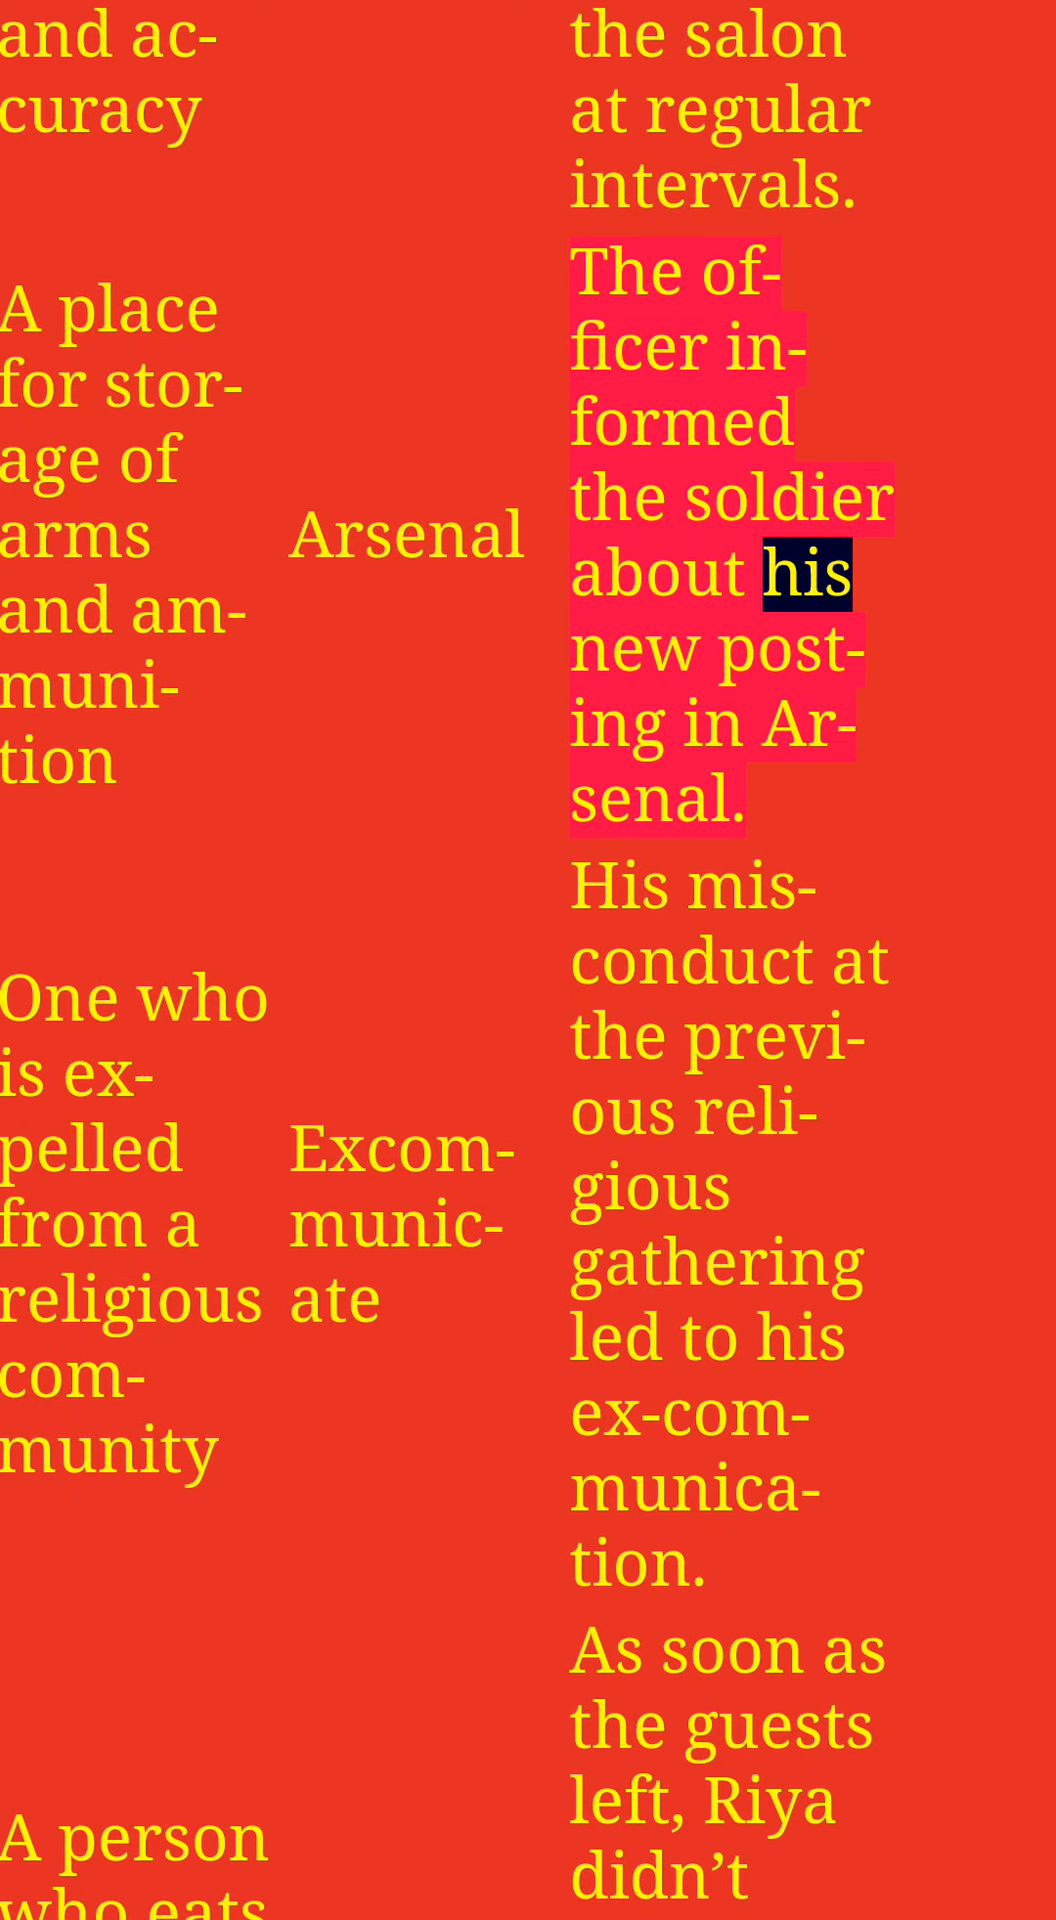 and ac-
curacy
the salon
at regular
intervals.
A place
for stor-
age of
arms
and am-
muni-
tion
Arsenal
The of-
ficer in-
formed
the soldier
about his
new post-
ing in Ar-
senal.
One who
is ex-
pelled
from a
religious
com-
munity
Excom-
munic-
ate
His mis-
conduct at
the previ-
ous reli-
gious
gathering
led to his
ex-com-
munica-
tion.
A person
who eats
As soon as
the guests
left, Riya
didn’t